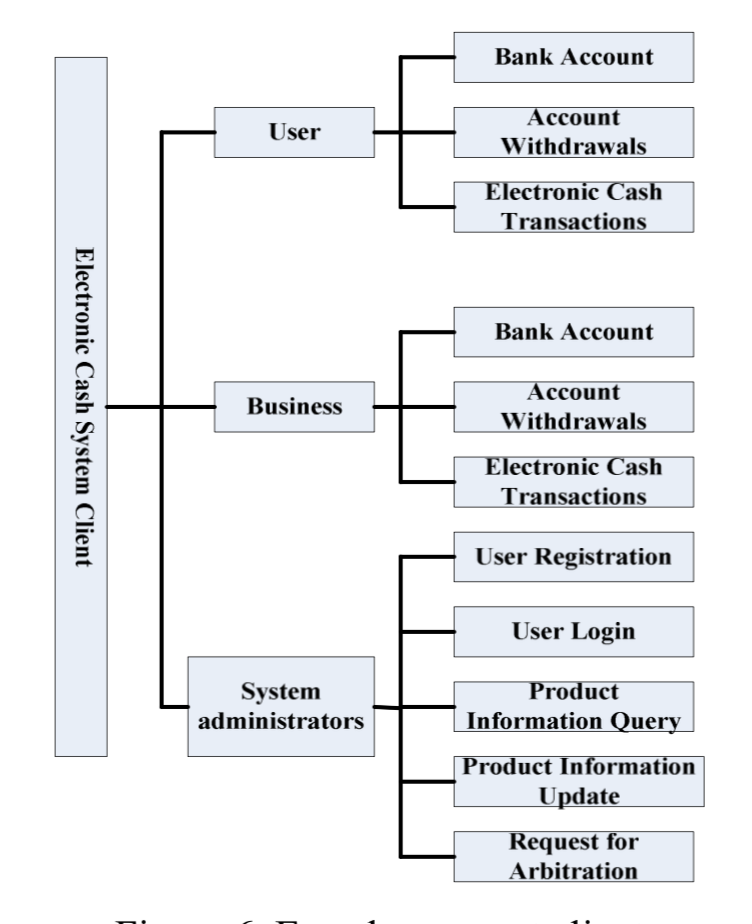 Electronic Cash System Client
User
Bank Account
Account
Withdrawals
Electronic Cash
Transactions
Business
Bank Account
Account
Withdrawals
Electronic Cash
Transactions
System
administrators
User Registration
User Login
Product
Information Query
Product Information
Update
Request for
Arbitration